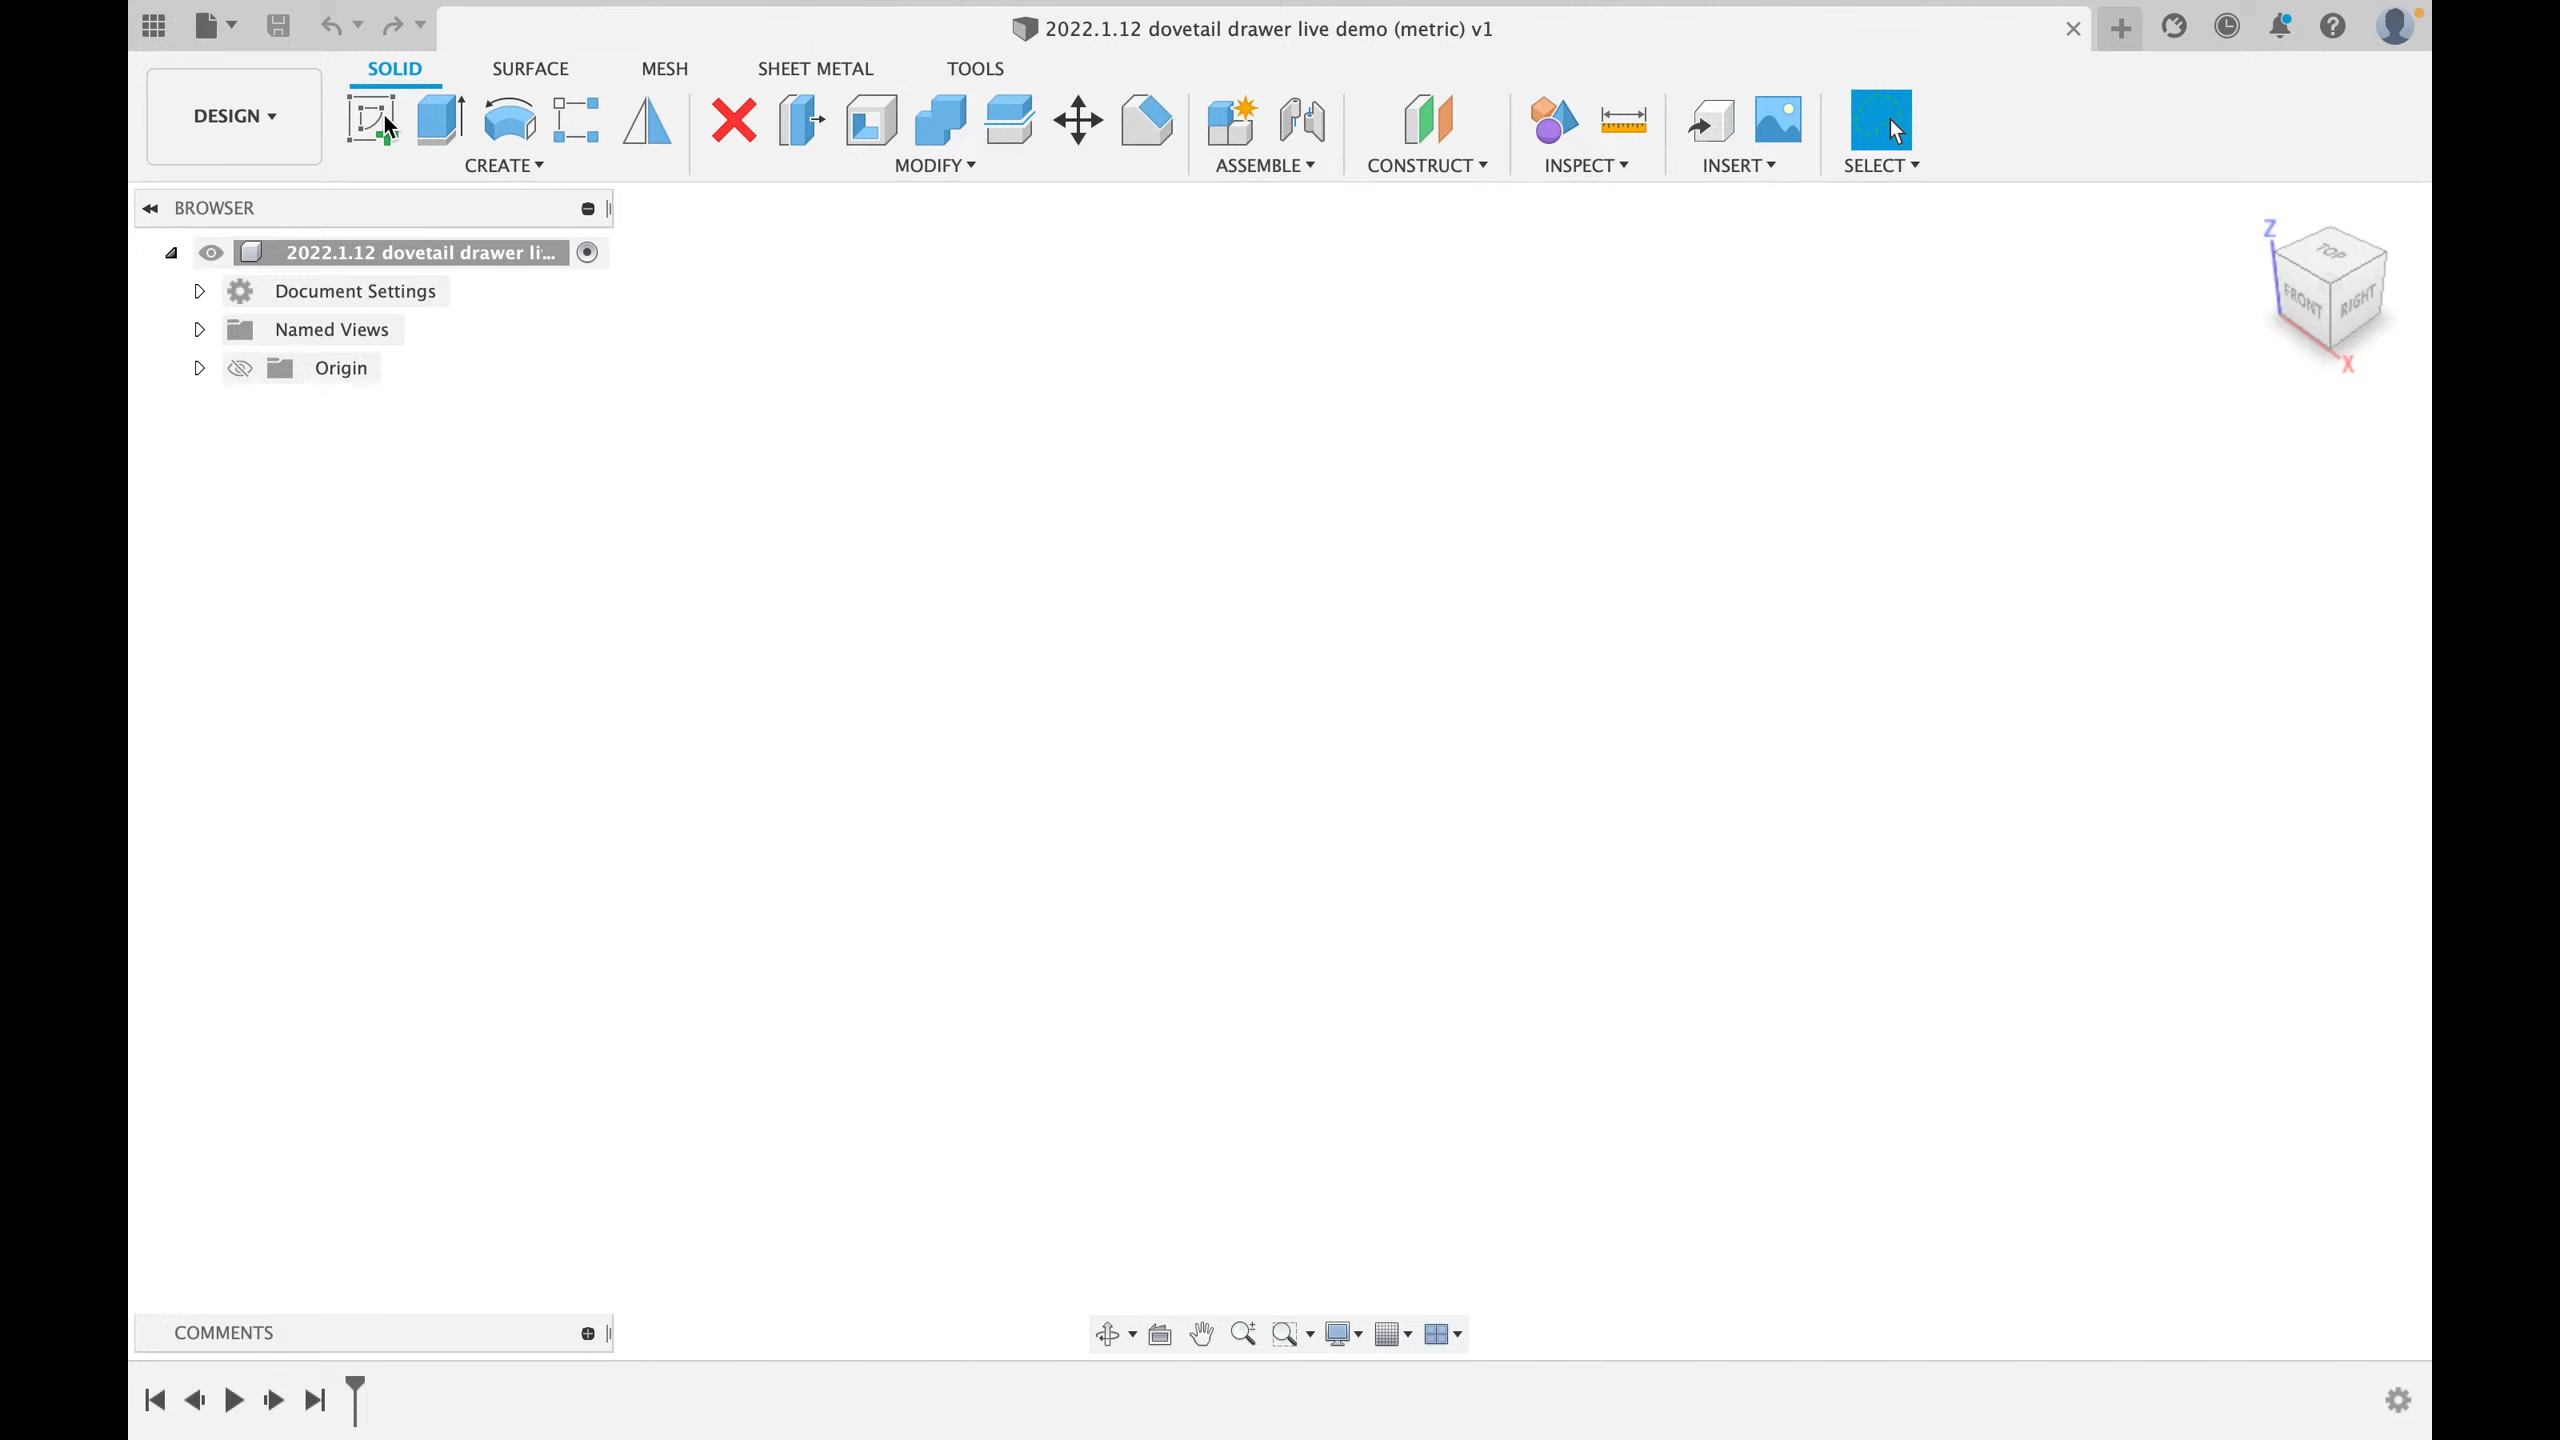 2022.1.12 dovetail drawer live demo (metric) v1
SOLID SURFACE MESH SHEET METAL TOOLS
DESIGN
CREATE MODIFY ASSEMBLE CONSTRUCT INSPECT INSERT SELECT
BROWSER
2022.1.12 dovetail drawer li...
Document Settings
Named Views
Origin
Z
TOP
FRONT
RIGHT
X
COMMENTS